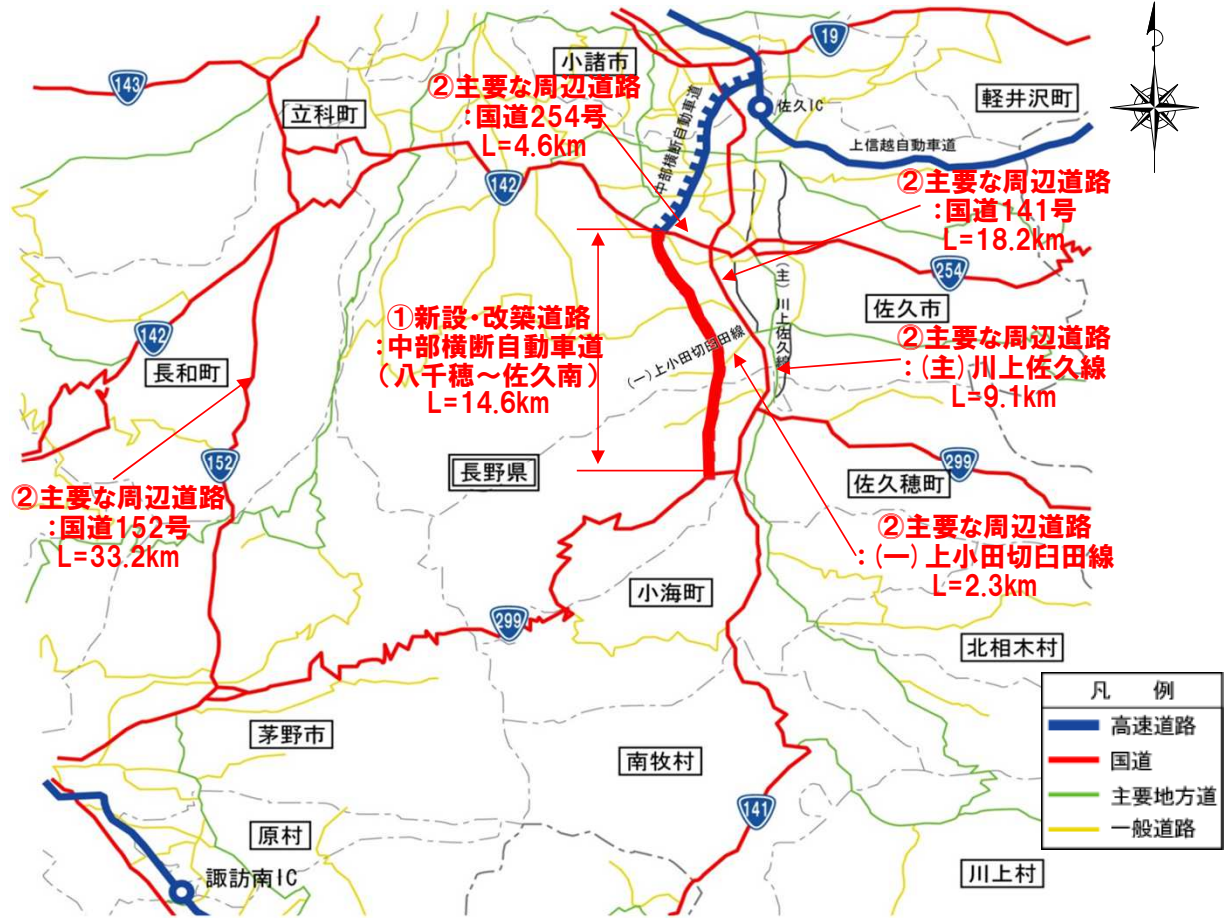 19
小諸市
143
②主要な周辺道路
:国道254号
L=4.6km
立科町
中部横断自動車道
佐久IC
軽井沢町
上信越自動車道
142
②主要な周辺道路
:国道141号
L=18.2km
254
(主)川上佐久線
佐久市
①新設・改築道路
:中部横断自動車道
(八千穂~佐久南)
L=14.6km
(一)上小田切臼田線
142
長和町
②主要な周辺道路
:(主)川上佐久線
L=9.1km
152
長野県
299
佐久穂町
②主要な周辺道路
:国道152号
L=33.2km
②主要な周辺道路
:(一)上小田切臼田線
L=2.3km
小海町
299
北相木村
茅野市
南牧村
凡 例
高速道路
国道
主要地方道
一般道路
141
原村
諏訪南IC
川上村